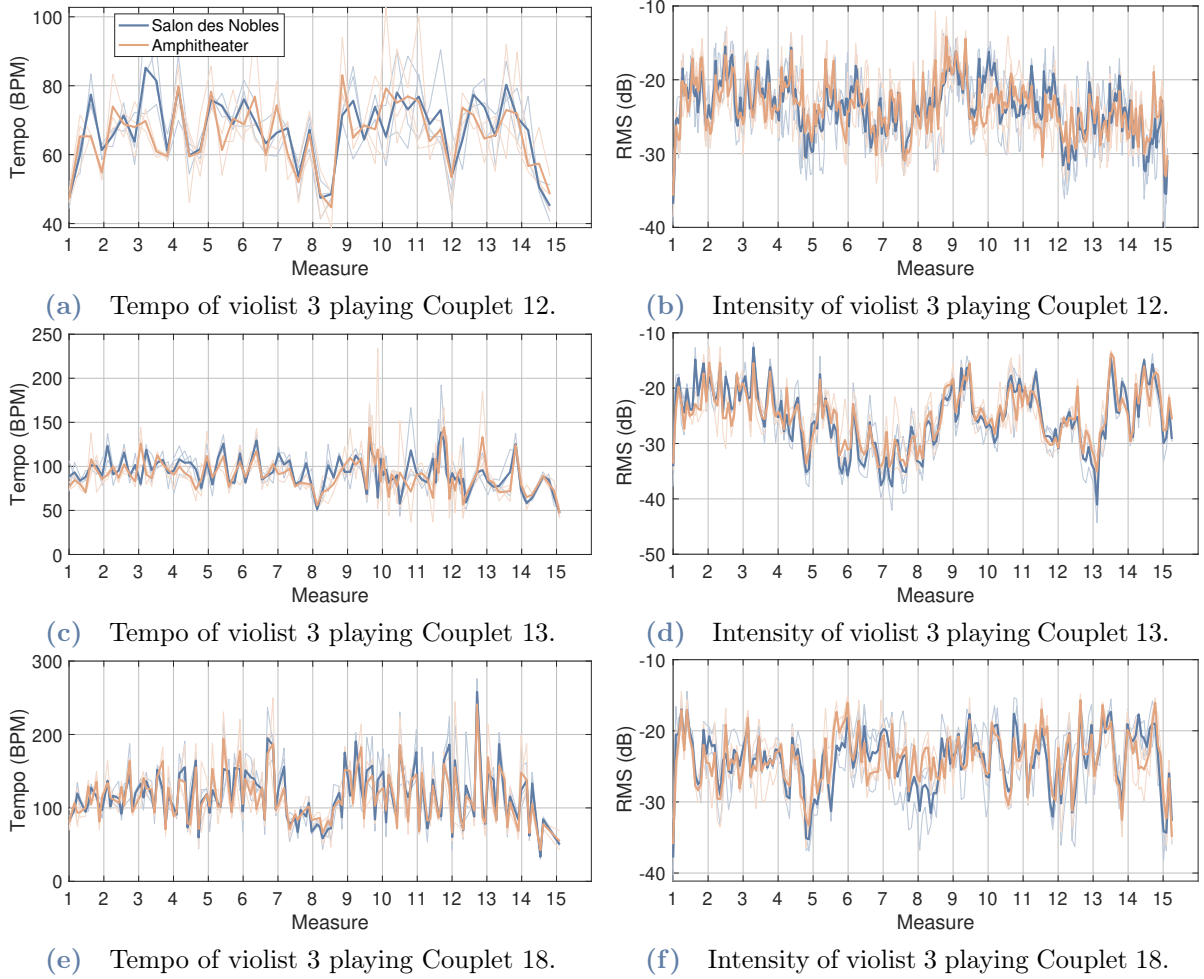 100
80
60
40
Tempo (BPM)
Salon des Nobles
Amphitheater
1 2 3 4 5 6 7 8 9 10 11 12 13 14 15
Measure
(a) Tempo of violist 3 playing Couplet 12.
-10
-20
-30
-40
RMS (dB)
1 2 3 4 5 6 7 8 9 10 11 12 13 14 15
Measure
(b) Intensity of violist 3 playing Couplet 12.
250
200
150
100
50
0
Tempo (BPM)
1 2 3 4 5 6 7 8 9 10 11 12 13 14 15
Measure
(c) Tempo of violist 3 playing Couplet 13.
-10
-20
-30
-40
-50
RMS (dB)
1 2 3 4 5 6 7 8 9 10 11 12 13 14 15
Measure
(d) Intensity of violist 3 playing Couplet 13.
300
200
100
0
Tempo (BPM)
1 2 3 4 5 6 7 8 9 10 11 12 13 14 15
Measure
(e) Tempo of violist 3 playing Couplet 18.
-10
-20
-30
-40
RMS (dB)
1 2 3 4 5 6 7 8 9 10 11 12 13 14 15
Measure
(f) Intensity of violist 3 playing Couplet 18.